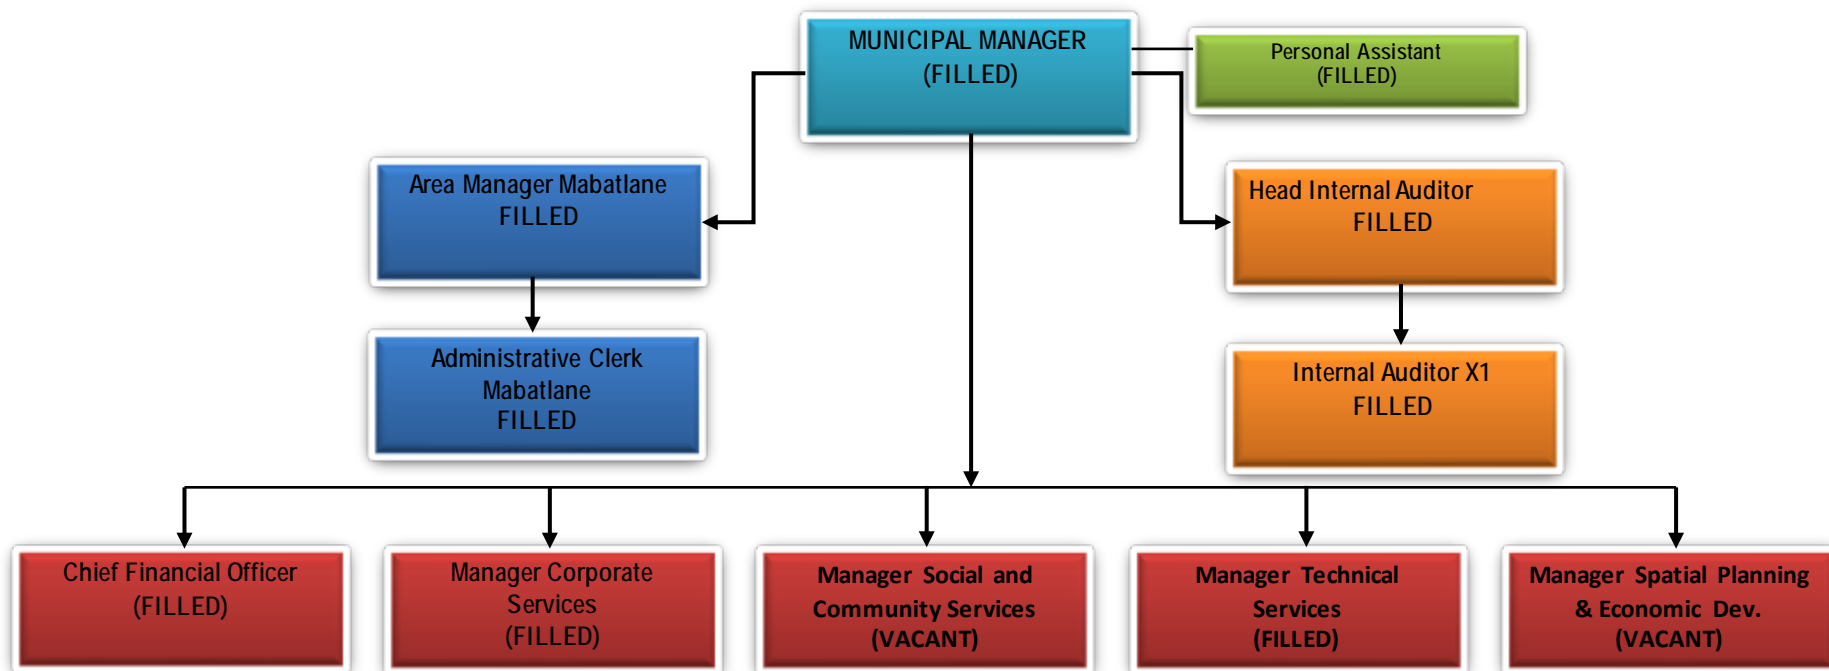 MUNICIPAL MANAGER
(FILLED)
Personal Assistant
(FILLED)
Area Manager Mabatlane
FILLED
Head Internal Auditor
FILLED
Administrative Clerk
Mabatlane
FILLED
Internal Auditor X1
FILLED
Chief Financial Officer
(FILLED)
Manager Corporate
Services
(FILLED)
Manager Social and
Community Services
(VACANT)
Manager Technical
Services
(FILLED)
Manager Spatial Planning
& Economic Dev.
(VACANT)